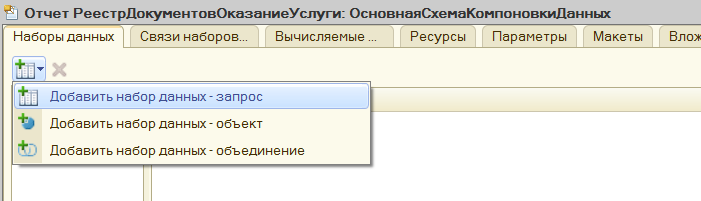 Отчет РеестрДокументовОказаниеУслуги: ОсновнаяСхемаКомпоновкиДанных
Наборы данных Связи наборов... Вычисляемые ... Ресурсы Параметры Макеты Влож
Добавить набор данных - запрос
Добавить набор данных - объект
Добавить набор данных - объединение